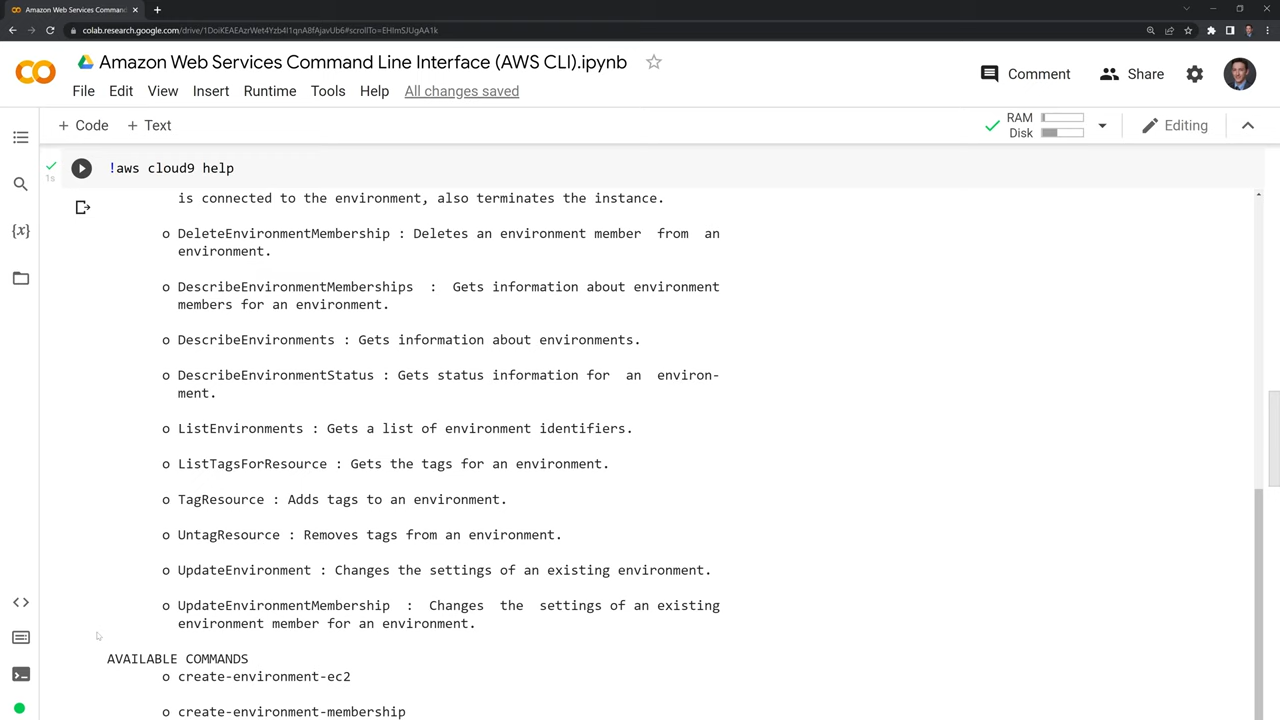 Amazon Web Services Comman
colab.research.google.com/drive/1DoiKEAEAzrWet4Yzb4l1qnABfAjavUb6#scrollTo=EHImSJUgAA1k
Amazon Web Services Command Line Interface (AWS CLI).ipynb
Comment
Share
File Edit View Insert Runtime Tools Help All changes saved
+ Code + Text
RAM
Disk
Editing
!aws cloud9 help
1s
is connected to the environment, also terminates the instance.
o DeleteEnvironmentMembership : Deletes an environment member from an
environment.
o DescribeEnvironmentMemberships : Gets information about environment
members for an environment.
o DescribeEnvironments : Gets information about environments.
o DescribeEnvironmentStatus : Gets status information for an environ-
ment.
o ListEnvironments : Gets a list of environment identifiers.
o ListTagsForResource : Gets the tags for an environment.
o TagResource : Adds tags to an environment.
o UntagResource : Removes tags from an environment.
o UpdateEnvironment : Changes the settings of an existing environment.
o UpdateEnvironmentMembership : Changes the settings of an existing
environment member for an environment.
AVAILABLE COMMANDS
o create-environment-ec2
o create-environment-membership